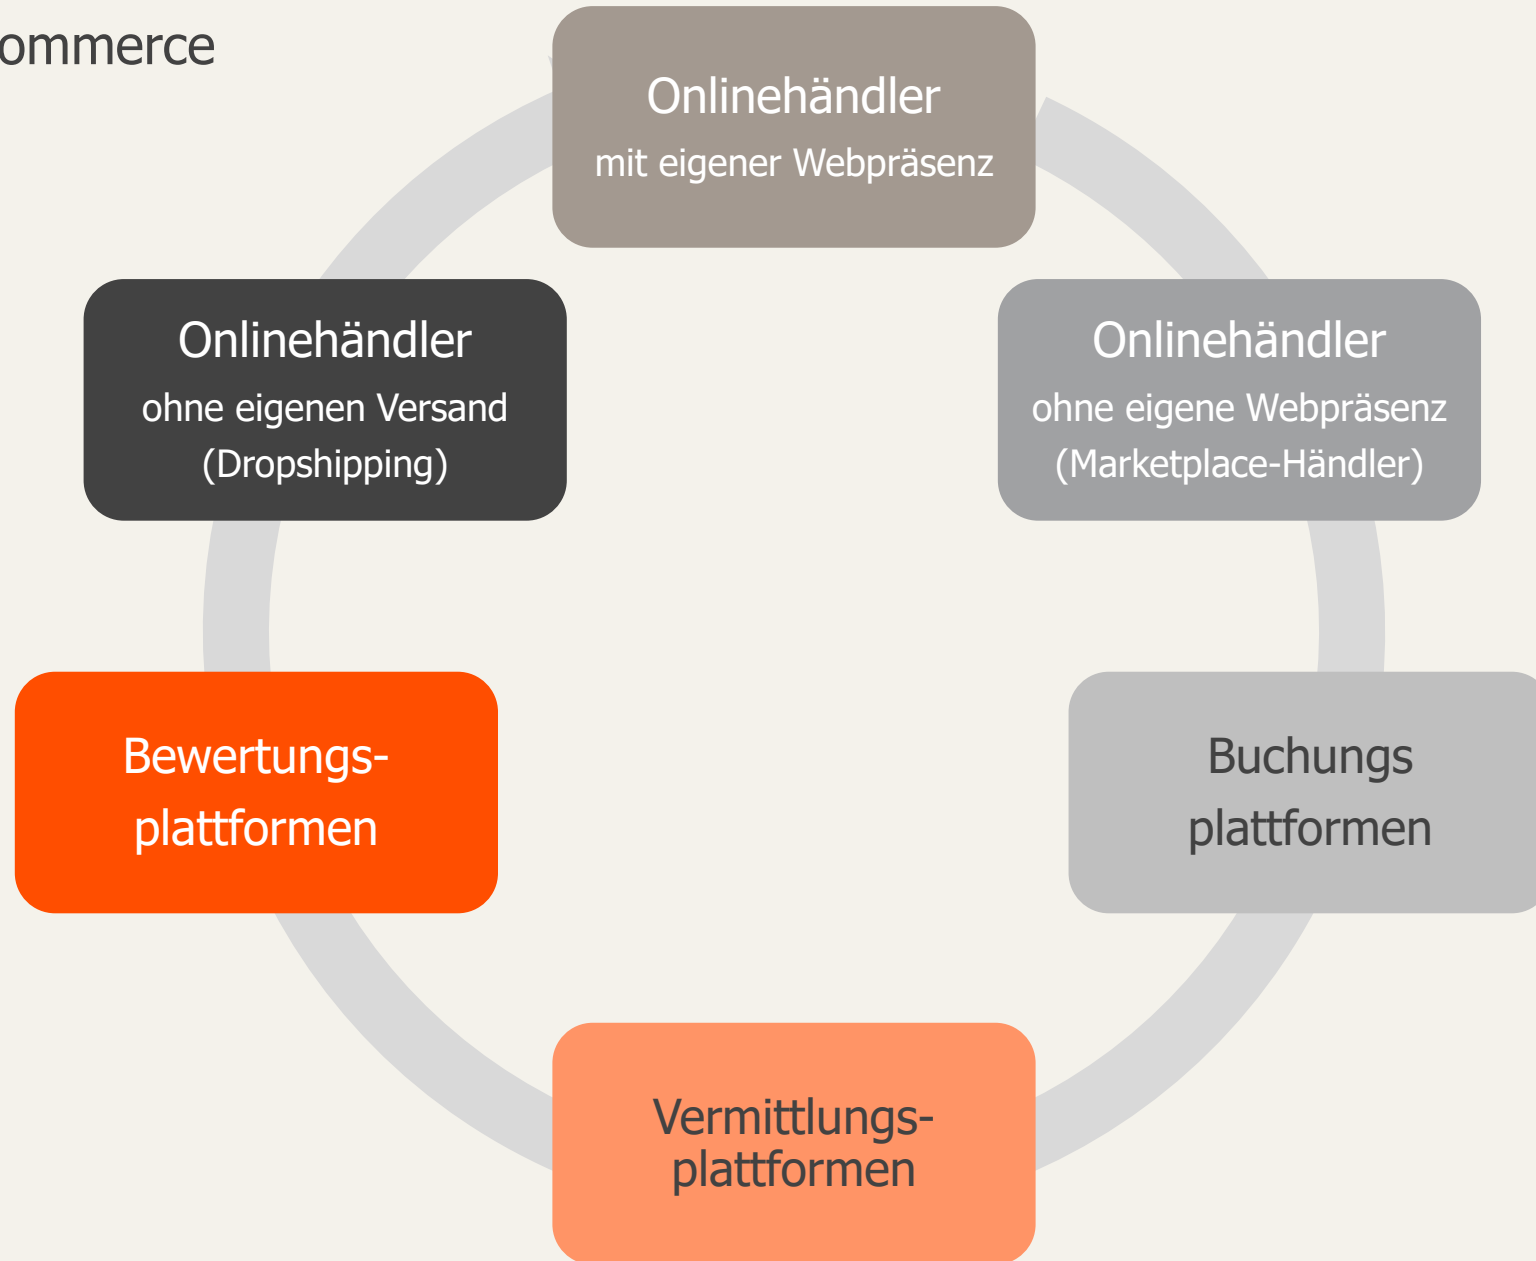 ommerce
Onlinehändler
mit eigener Webpräsenz
Onlinehändler
ohne eigenen Versand
(Dropshipping)
Onlinehändler
ohne eigene Webpräsenz
(Marketplace-Händler)
Bewertungs-
plattformen
Buchungs
plattformen
Vermittlungs-
plattformen